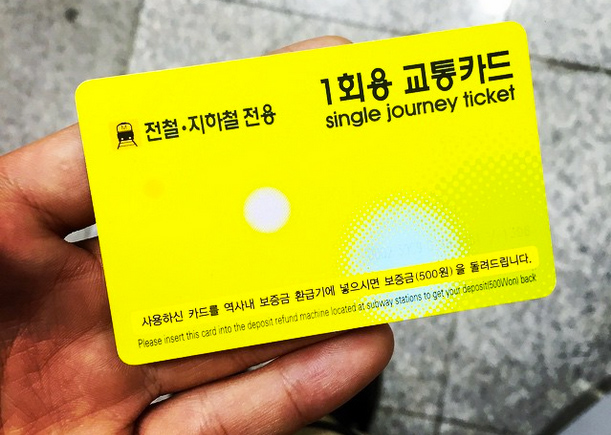 1회용 교통카드
single journey ticket
전철·지하철 전용
사용하신 카드를 역사내 보증금 환급기에 넣으시면 보증금(500원)을 돌려드립니다.
Please insert this card into the deposit refund machine located at subway stations to get your deposit(500Won) back